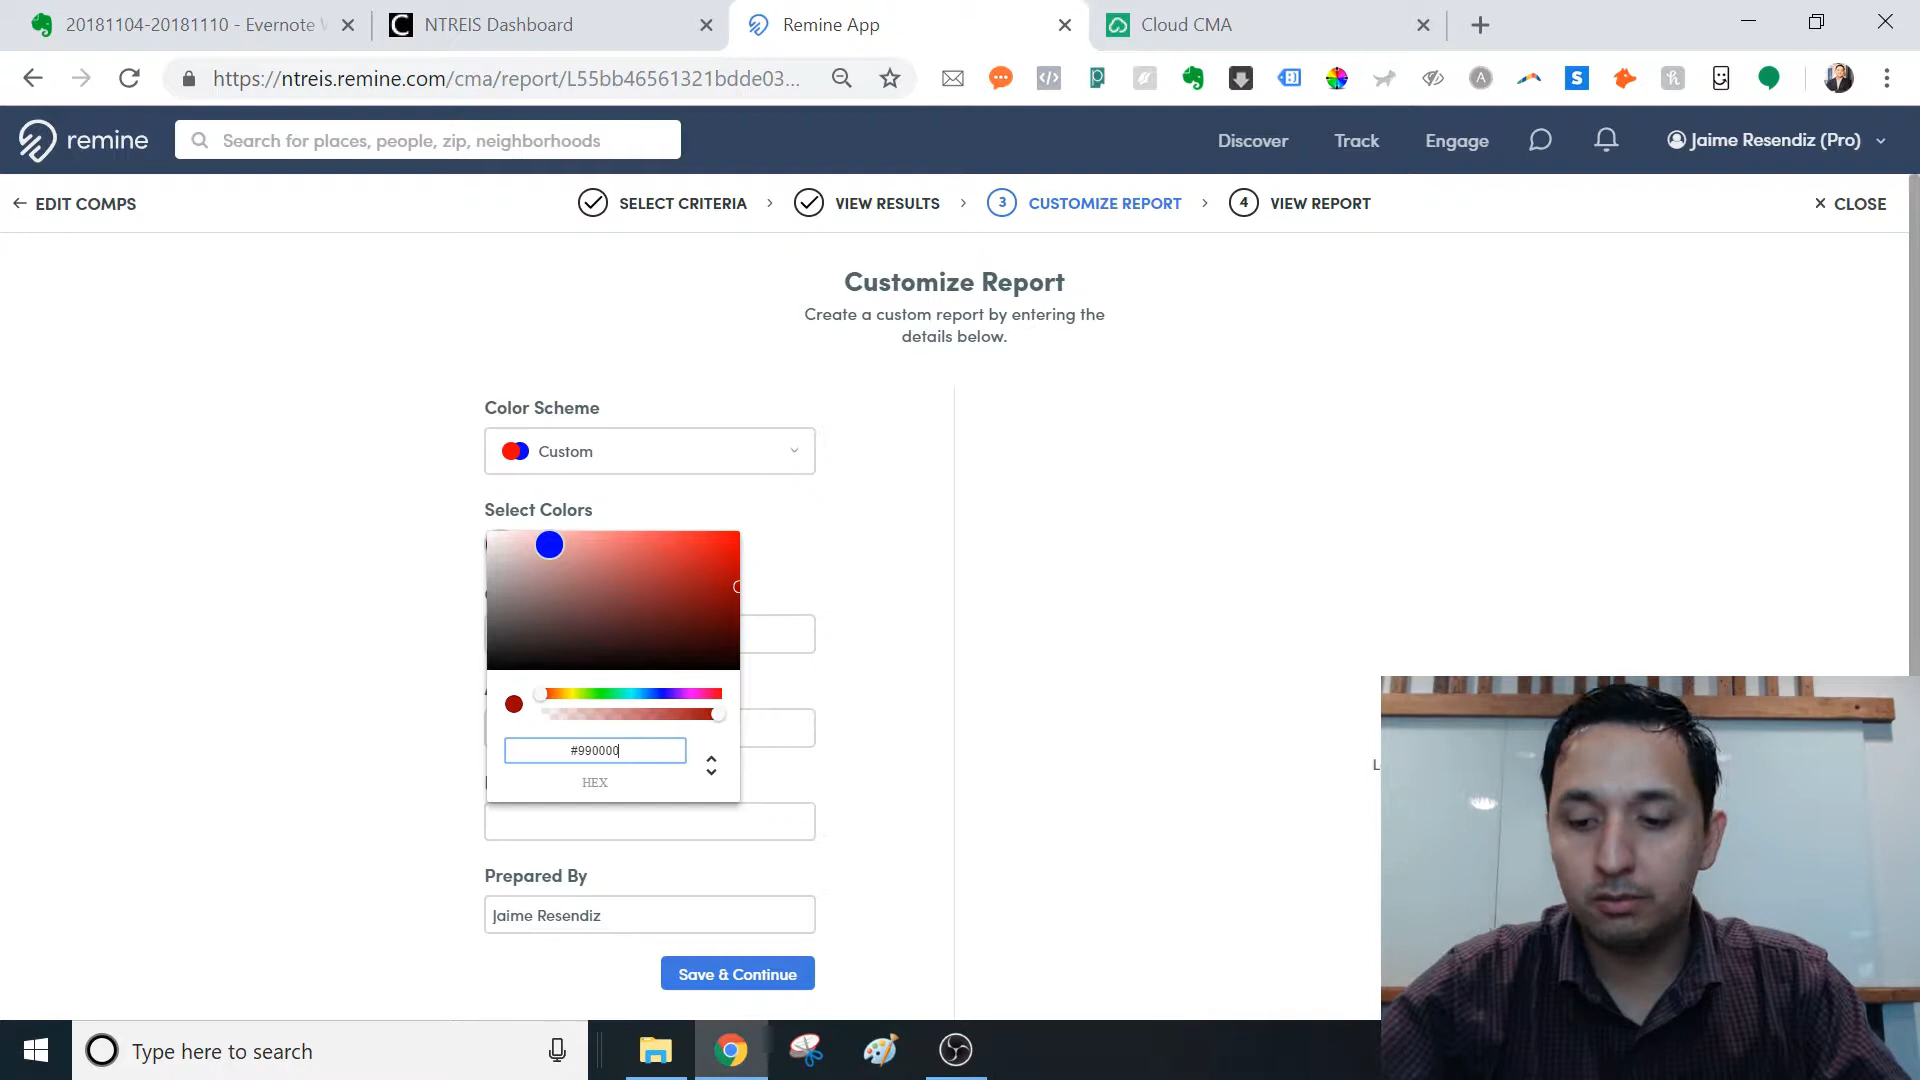 20181104-20181110 - Evernote
NTREIS Dashboard
Remine App
Cloud CMA
https://ntreis.remine.com/cma/report/L55bb46561321bdde03...
remine
Search for places, people, zip, neighborhoods
Discover
Track
Engage
Jaime Resendiz (Pro)
← EDIT COMPS
SELECT CRITERIA
VIEW RESULTS
3 CUSTOMIZE REPORT
4 VIEW REPORT
× CLOSE
Customize Report
Create a custom report by entering the
details below.
Color Scheme
Custom
Select Colors
#990000
HEX
Prepared By
Jaime Resendiz
Save & Continue
Type here to search